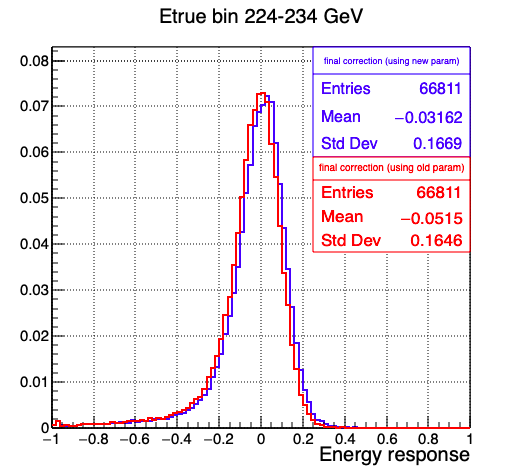 Etrue bin 224-234 GeV
final correction (using new param)
Entries 66811
Mean −0.03162
Std Dev 0.1669
final correction (using old param)
Entries 66811
Mean −0.0515
Std Dev 0.1646
0.08
0.07
0.06
0.05
0.04
0.03
0.02
0.01
0
−1 −0.8 −0.6 −0.4 −0.2 0 0.2 0.4 0.6 0.8 1
Energy response